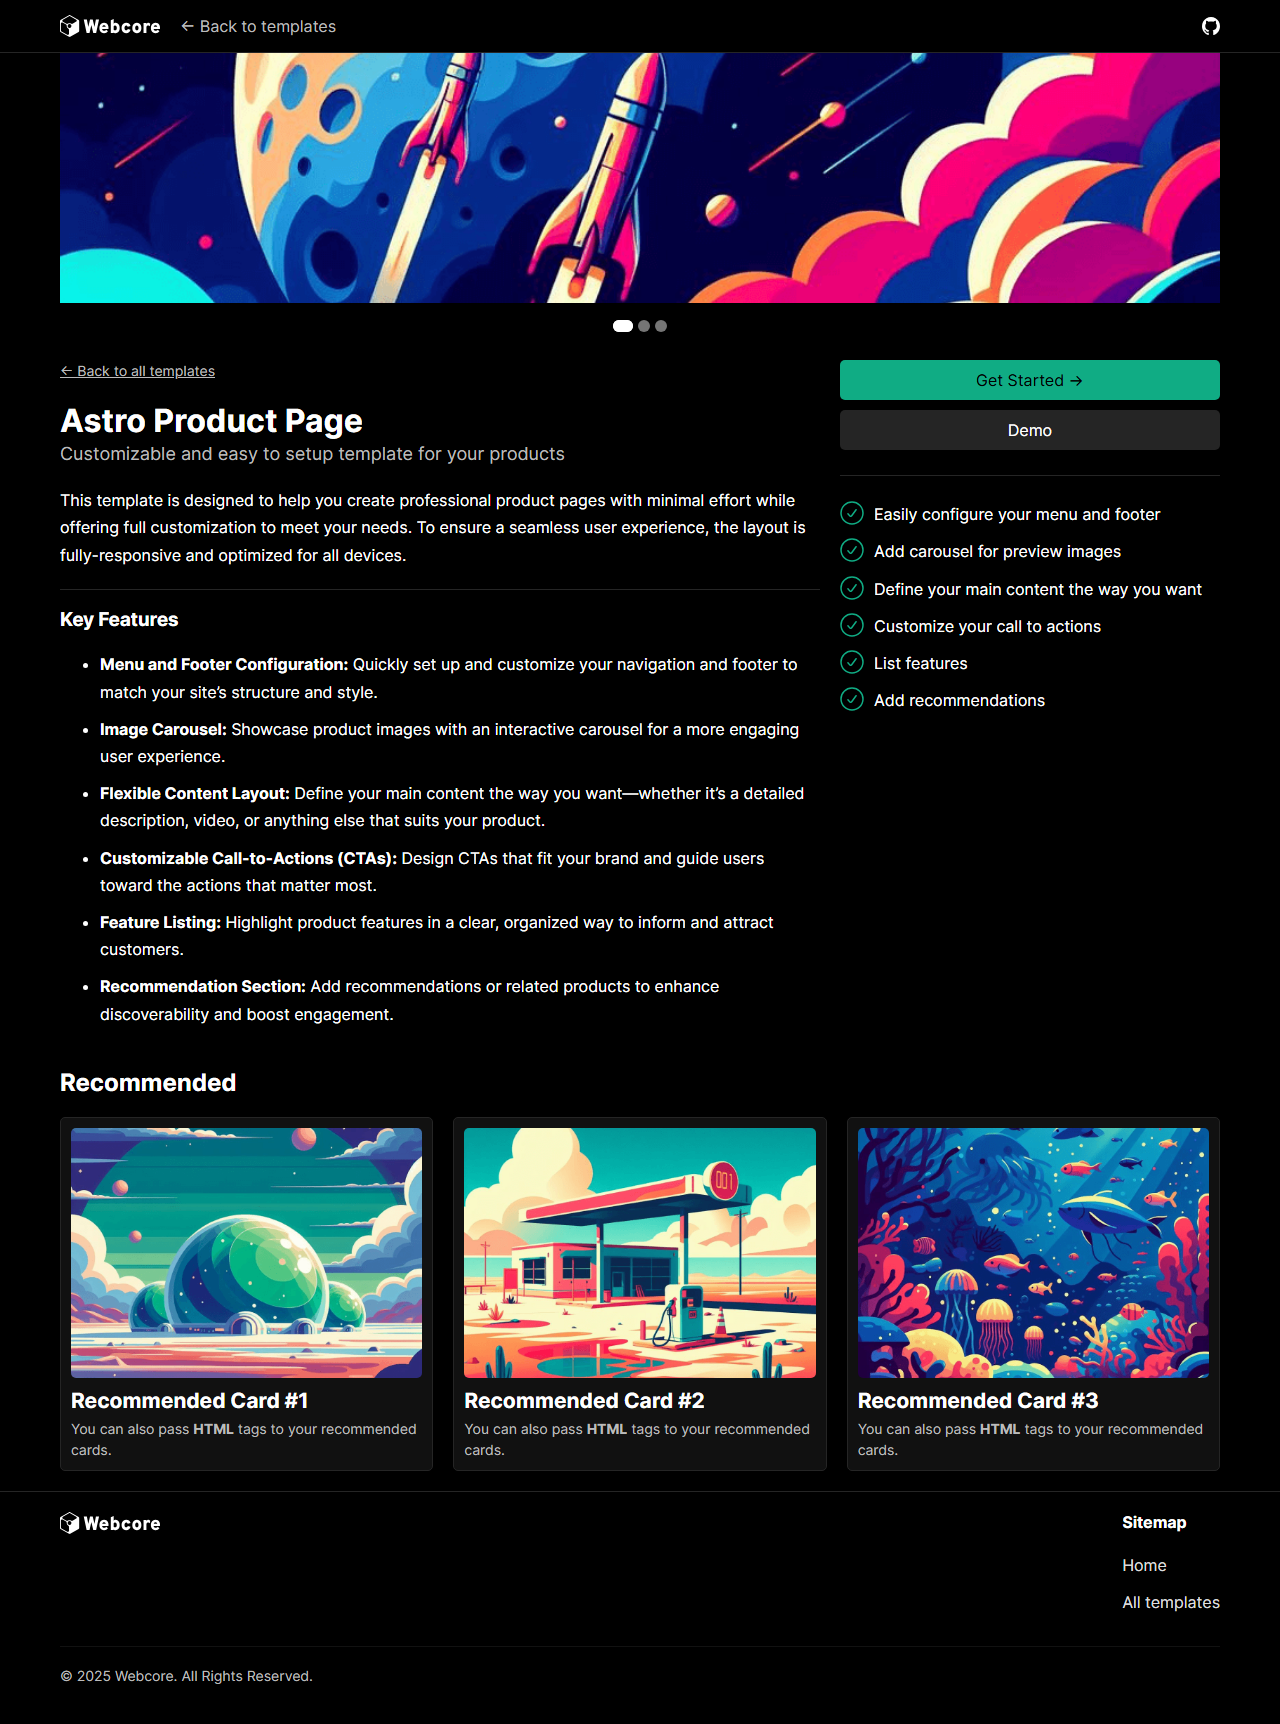 Webcore
← Back to templates
← Back to all templates
Astro Product Page
Customizable and easy to setup template for your products
This template is designed to help you create professional product pages with minimal effort while
offering full customization to meet your needs. To ensure a seamless user experience, the layout is
fully-responsive and optimized for all devices.
Key Features
• Menu and Footer Configuration: Quickly set up and customize your navigation and footer to
match your site’s structure and style.
• Image Carousel: Showcase product images with an interactive carousel for a more engaging
user experience.
• Flexible Content Layout: Define your main content the way you want—whether it’s a detailed
description, video, or anything else that suits your product.
• Customizable Call-to-Actions (CTAs): Design CTAs that fit your brand and guide users
toward the actions that matter most.
• Feature Listing: Highlight product features in a clear, organized way to inform and attract
customers.
• Recommendation Section: Add recommendations or related products to enhance
discoverability and boost engagement.
Get Started →
Demo
Easily configure your menu and footer
Add carousel for preview images
Define your main content the way you want
Customize your call to actions
List features
Add recommendations
Recommended
001
Recommended Card #1
You can also pass HTML tags to your recommended
cards.
Recommended Card #2
You can also pass HTML tags to your recommended
cards.
Recommended Card #3
You can also pass HTML tags to your recommended
cards.
Webcore
Sitemap
Home
All templates
© 2025 Webcore. All Rights Reserved.